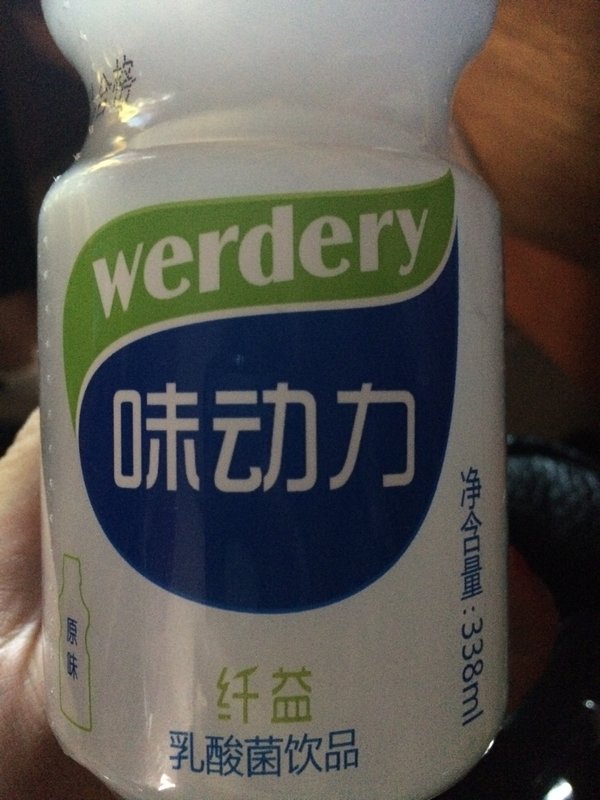 werdery
味动力
净含量:338ml
原味
纤益
乳酸菌饮品